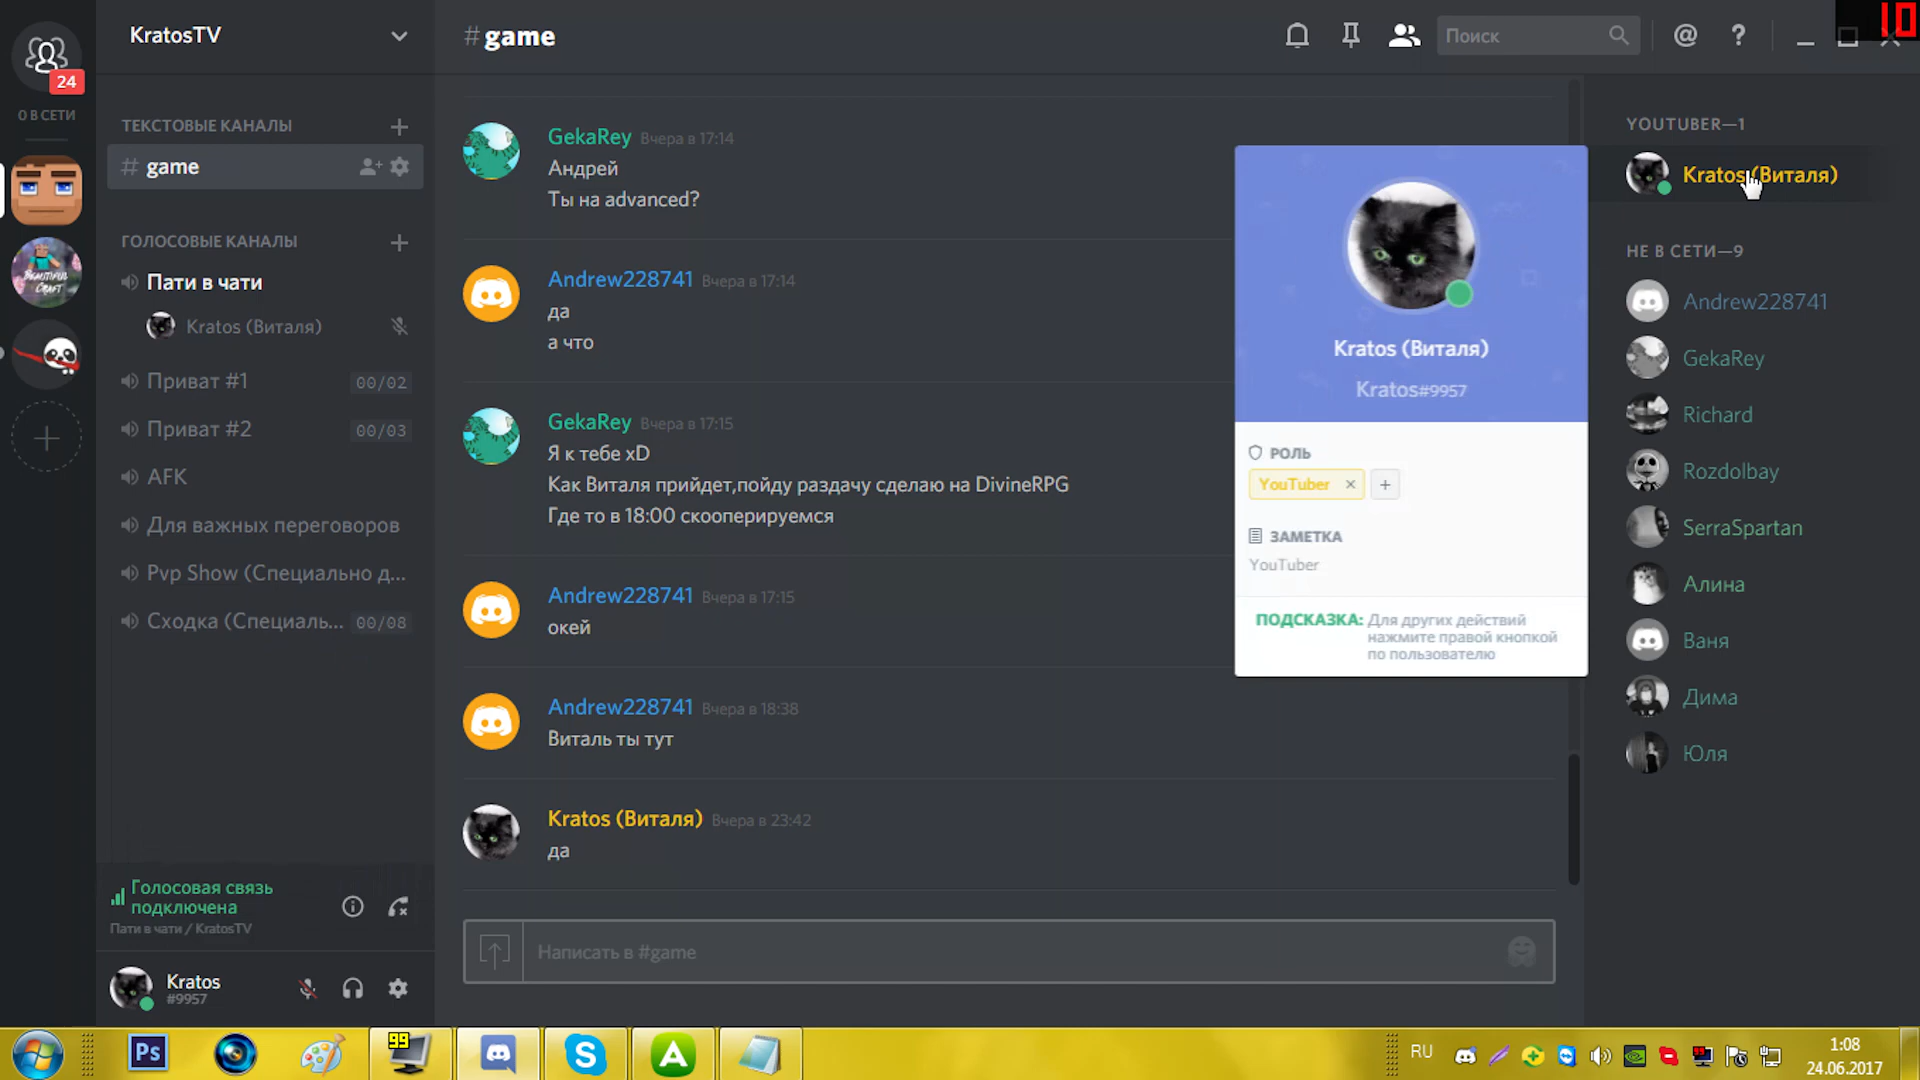 24
0 В СЕТИ
BEAUTIFUL
CRAFT
KratosTV
ТЕКСТОВЫЕ КАНАЛЫ
# game
ГОЛОСОВЫЕ КАНАЛЫ
Пати в чати
Kratos (Виталя)
Приват #1 00/02
Приват #2 00/03
AFK
Для важных переговоров
Pvp Show (Специально д...
Сходка (Специаль... 00/08
Голосовая связь
подключена
Пати в чати / KratosTV
Kratos
#9957
#game
Поиск
10
GekaRey Вчера в 17:14
Андрей
Ты на advanced?
Andrew228741 Вчера в 17:14
да
а что
GekaRey Вчера в 17:15
Я к тебе xD
Как Виталя прийдет,пойду раздачу сделаю на DivineRPG
Где то в 18:00 скооперируемся
Andrew228741 Вчера в 17:15
окей
Andrew228741 Вчера в 18:38
Виталь ты тут
Kratos (Виталя) Вчера в 23:42
да
Написать в #game
Kratos (Виталя)
Kratos#9957
РОЛЬ
YouTuber × +
ЗАМЕТКА
YouTuber
ПОДСКАЗКА: Для других действий
нажмите правой кнопкой
по пользователю
YOUTUBER—1
Kratos (Виталя)
НЕ В СЕТИ—9
Andrew228741
GekaRey
Richard
Rozdolbay
SerraSpartan
Алина
Ваня
Дима
Юля
Ps
99
RU
1:08
24.06.2017